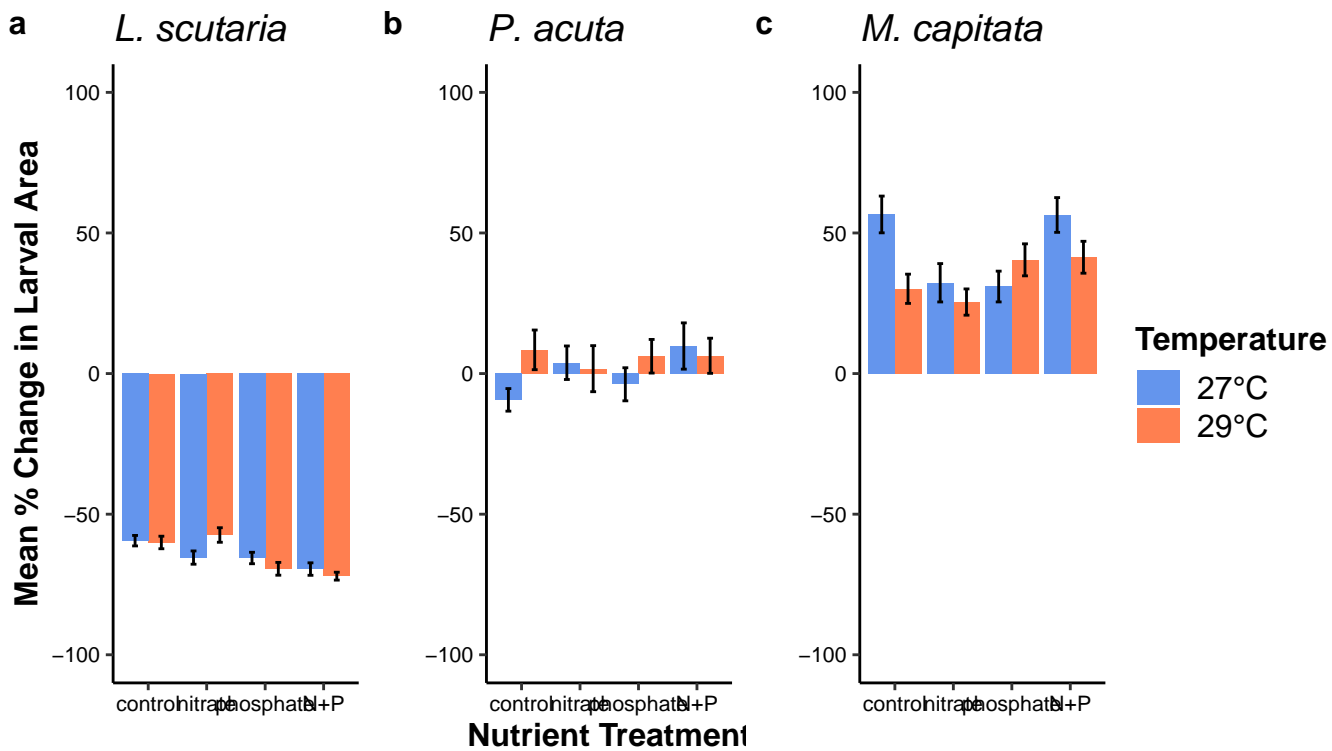 a L. scutaria b P. acuta c M. capitata
Mean % Change in Larval Area
100
50
0
−50
−100
control nitrate phosphate N+P
100
50
0
−50
−100
control nitrate phosphate N+P
100
50
0
−50
−100
control nitrate phosphate N+P
Nutrient Treatment
Temperature
27°C
29°C